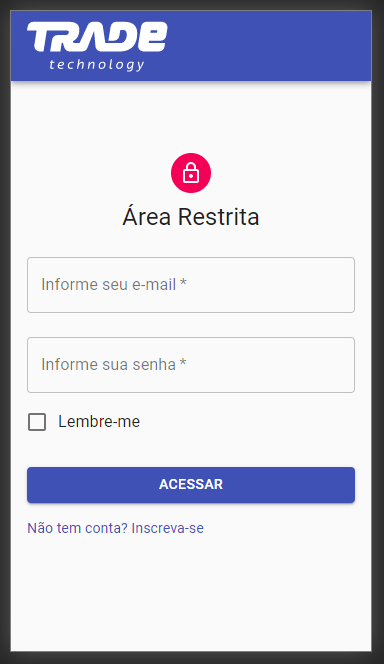 TRADE
technology
Área Restrita
Informe seu e-mail *
Informe sua senha *
Lembre-me
ACESSAR
Não tem conta? Inscreva-se